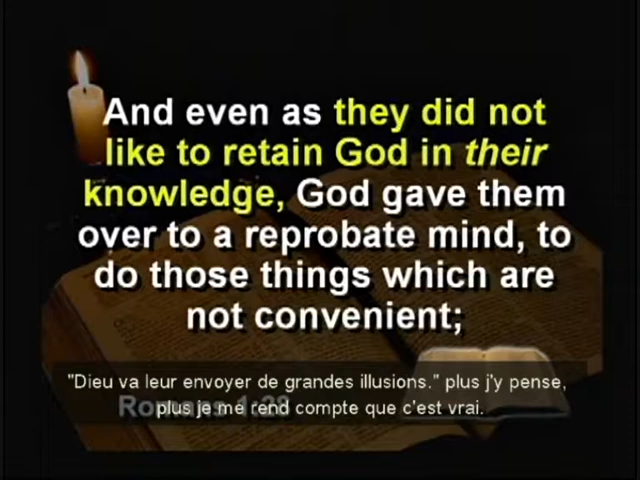 And even as they did not
like to retain God in their
knowledge, God gave them
over to a reprobate mind, to
do those things which are
not convenient;
"Dieu va leur envoyer de grandes illusions." plus j'y pense,
plus je me rend compte que c'est vrai.
Romans 1:28